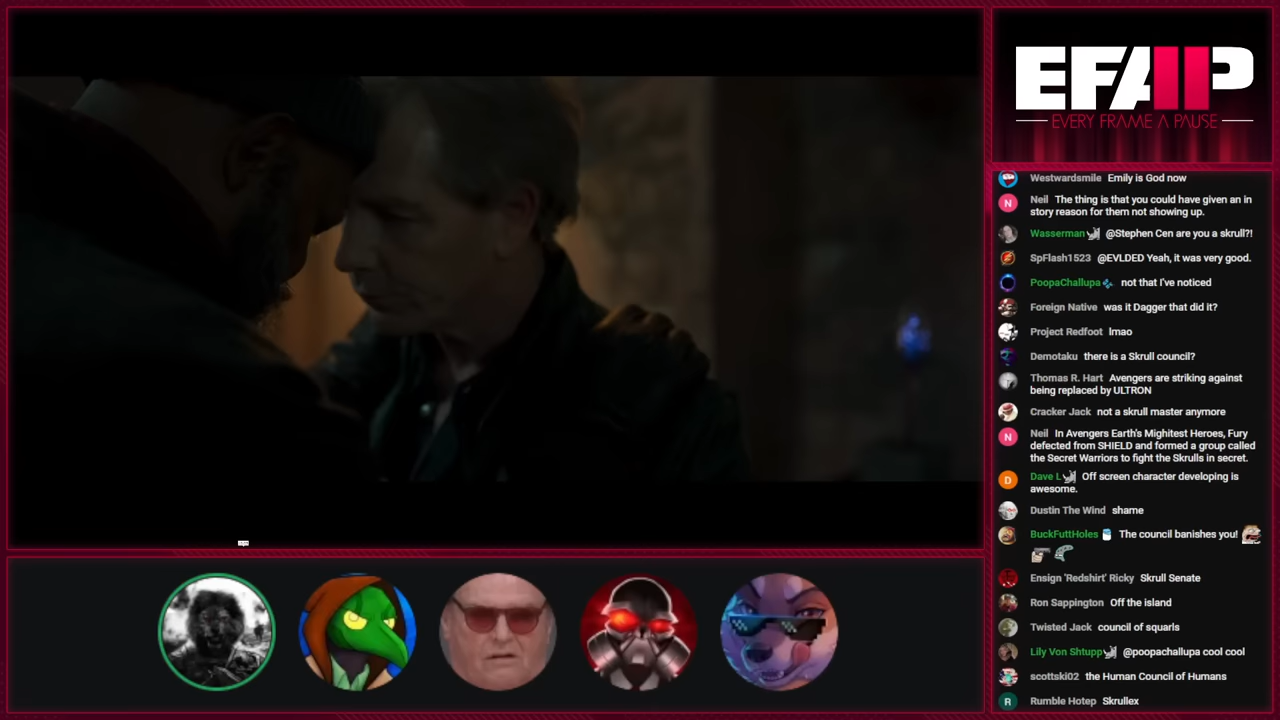 EFAP
EVERY FRAME A PAUSE
Westwardsmile Emily is God now
Neil The thing is that you could have given an in
story reason for them not showing up.
Wasserman @Stephen Cen are you a skrull?!
SpFlash1523 @EVLDED Yeah, it was very good.
PoopaChallupa not that I've noticed
Foreign Native was it Dagger that did it?
Project Redfoot lmao
Demotaku there is a Skrull council?
Thomas R. Hart Avengers are striking against
being replaced by ULTRON
Cracker Jack not a skrull master anymore
N
Neil In Avengers Earth's Mightiest Heroes, Fury
defected from SHIELD and formed a group called
the Secret Warriors to fight the Skrulls in secret.
D
Dave L Off screen character developing is
awesome.
Dustin The Wind shame
BuckFuttHoles The council banishes you!
Ensign 'Redshirt' Ricky Skrull Senate
Ron Sappington Off the island
Twisted Jack council of squarls
Lily Von Shtupp @poopachallupa cool cool
scottski02 the Human Council of Humans
R
Rumble Hotep Skrullex